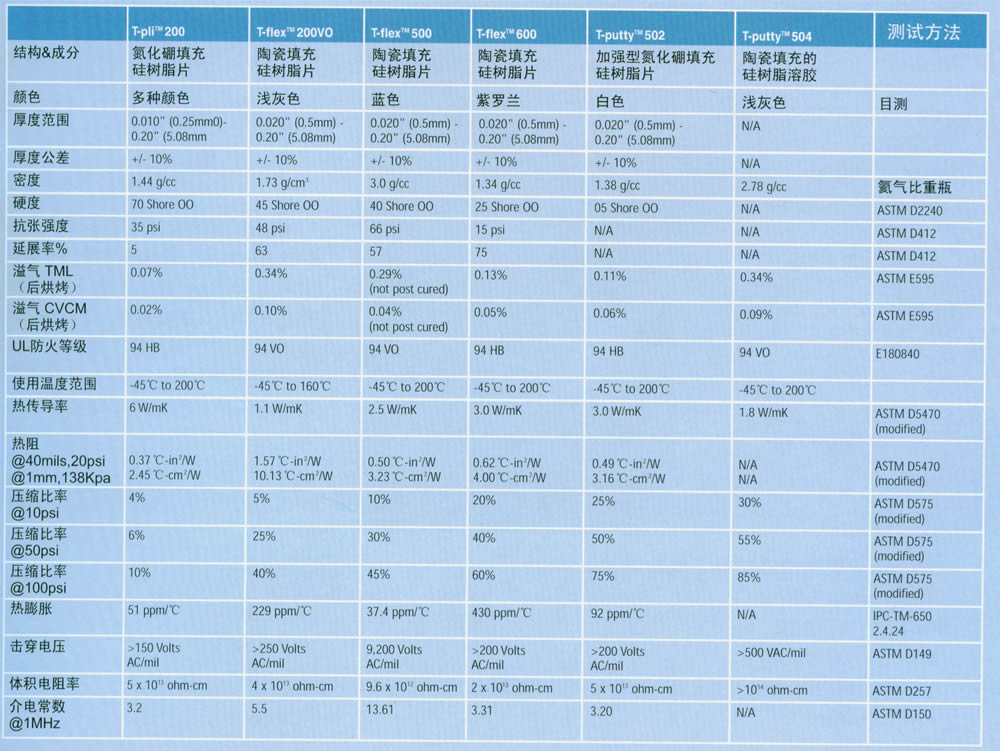 T-pli™ 200 T-flex™ 200VO T-flex™ 500 T-flex™ 600 T-putty™ 502 T-putty™ 504 测试方法
结构&成分 氮化硼填充 陶瓷填充 陶瓷填充 陶瓷填充 加强型氮化硼填充 陶瓷填充的
硅树脂片 硅树脂片 硅树脂片 硅树脂片 硅树脂片 硅树脂溶胶
颜色 多种颜色 浅灰色 蓝色 紫罗兰 白色 浅灰色 目测
厚度范围 0.010" (0.25mm0)- 0.020" (0.5mm) - 0.020" (0.5mm) - 0.020" (0.5mm) - 0.020" (0.5mm) - N/A
0.20" (5.08mm 0.20" (5.08mm) 0.20" (5.08mm) 0.20" (5.08mm) 0.20" (5.08mm)
厚度公差 +/- 10% +/- 10% +/- 10% +/- 10% +/- 10% N/A
密度 1.44 g/cc 1.73 g/cm³ 3.0 g/cc 1.34 g/cc 1.38 g/cc 2.78 g/cc 氦气比重瓶
硬度 70 Shore OO 45 Shore OO 40 Shore OO 25 Shore OO 05 Shore OO N/A ASTM D2240
抗张强度 35 psi 48 psi 66 psi 15 psi N/A N/A ASTM D412
延展率% 5 63 57 75 N/A N/A ASTM D412
溢气 TML 0.07% 0.34% 0.29% 0.13% 0.11% 0.34% ASTM E595
（后烘烤） (not post cured)
溢气 CVCM 0.02% 0.10% 0.04% 0.05% 0.06% 0.09% ASTM E595
（后烘烤） (not post cured)
UL防火等级 94 HB 94 VO 94 VO 94 HB 94 HB 94 VO E180840
使用温度范围 -45℃ to 200℃ -45℃ to 160℃ -45℃ to 200℃ -45℃ to 200℃ -45℃ to 200℃ -45℃ to 200℃
热传导率 6 W/mK 1.1 W/mK 2.5 W/mK 3.0 W/mK 3.0 W/mK 1.8 W/mK ASTM D5470
(modified)
热阻
@40mils,20psi 0.37 ℃-in²/W 1.57 ℃-in²/W 0.50 ℃-in²/W 0.62 ℃-in²/W 0.49 ℃-in²/W N/A ASTM D5470
@1mm,138Kpa 2.45 ℃-cm²/W 10.13 ℃-cm²/W 3.23 ℃-cm²/W 4.00 ℃-cm²/W 3.16 ℃-cm²/W N/A (modified)
压缩比率 4% 5% 10% 20% 25% 30% ASTM D575
@10psi (modified)
压缩比率 6% 25% 30% 40% 50% 55% ASTM D575
@50psi (modified)
压缩比率 10% 40% 45% 60% 75% 85% ASTM D575
@100psi (modified)
热膨胀 51 ppm/℃ 229 ppm/℃ 37.4 ppm/℃ 430 ppm/℃ 92 ppm/℃ N/A IPC-TM-650
2.4.24
击穿电压 >150 Volts >250 Volts 9,200 Volts >200 Volts >200 Volts >500 VAC/mil ASTM D149
AC/mil AC/mil AC/mil AC/mil AC/mil
体积电阻率 5 x 10¹³ ohm-cm 4 x 10¹³ ohm-cm 9.6 x 10¹² ohm-cm 2 x 10¹³ ohm-cm 5 x 10¹³ ohm-cm >10¹⁴ ohm-cm ASTM D257
介电常数 3.2 5.5 13.61 3.31 3.20 N/A ASTM D150
@1MHz